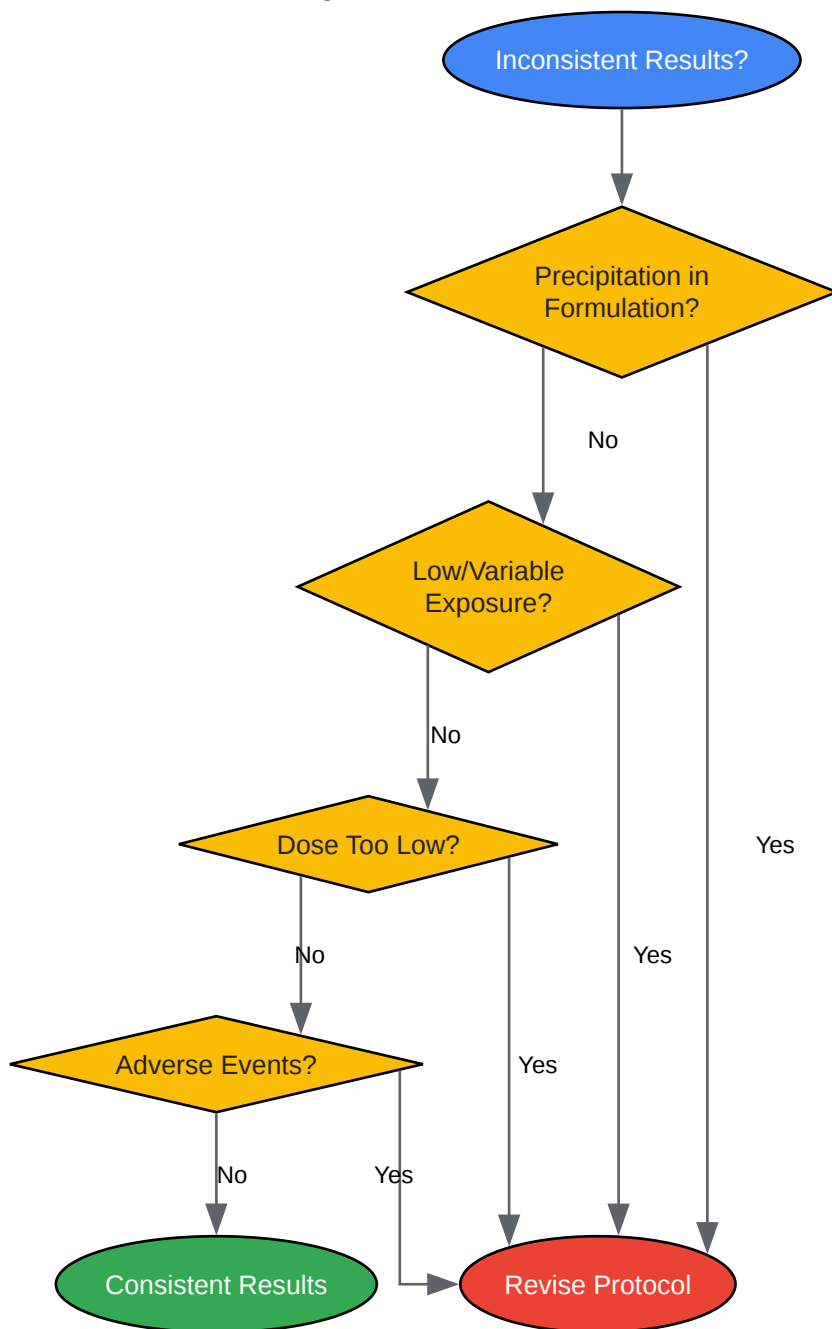 Inconsistent Results?
Precipitation in
Formulation?
No
Low/Variable
Exposure?
No
Dose Too Low?
Yes
No
Yes
Adverse Events?
Yes
No
Yes
Consistent Results
Revise Protocol